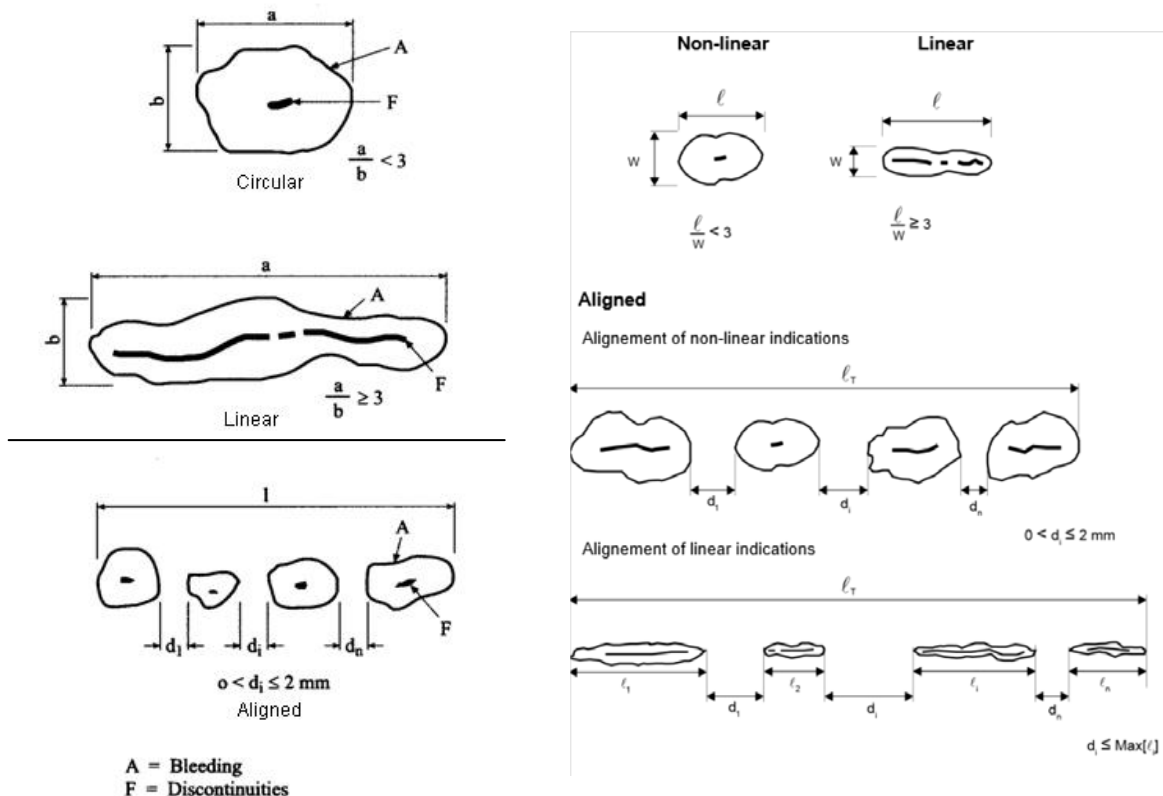 a
A
b
F
a/b < 3
Circular
a
A
b
F
a/b ≥ 3
Linear
l
A
F
d1 di dn
o < di ≤ 2 mm
Aligned
A = Bleeding
F = Discontinuities
Non-linear
Linear
ℓ
ℓ
W
W
ℓ/W < 3
ℓ/W ≥ 3
Aligned
Alignement of non-linear indications
ℓT
d1 di dn
0 < di ≤ 2 mm
Alignement of linear indications
ℓT
ℓ1 ℓ2 ℓi ℓn
d1 di dn
di ≤ Max[ℓi]